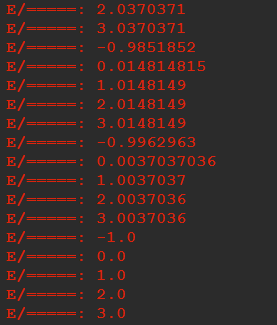 E/=====: 2.0370371
E/=====: 3.0370371
E/=====: -0.9851852
E/=====: 0.014814815
E/=====: 1.0148149
E/=====: 2.0148149
E/=====: 3.0148149
E/=====: -0.9962963
E/=====: 0.0037037036
E/=====: 1.0037037
E/=====: 2.0037036
E/=====: 3.0037036
E/=====: -1.0
E/=====: 0.0
E/=====: 1.0
E/=====: 2.0
E/=====: 3.0